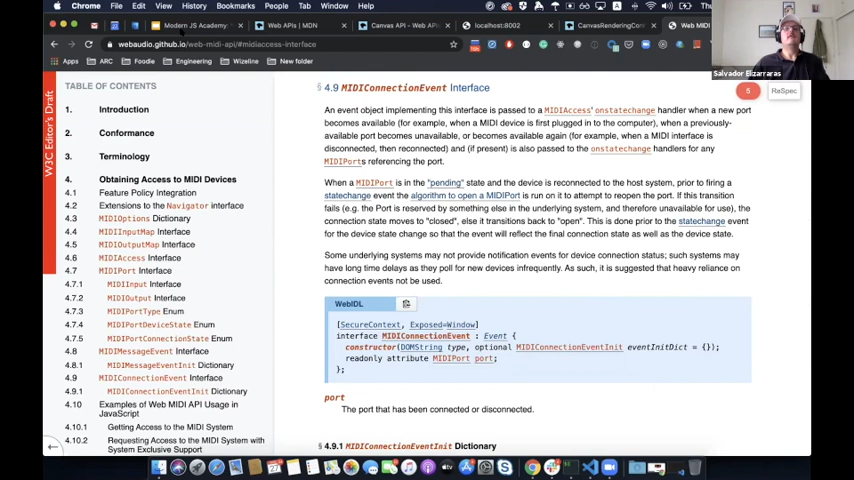 Chrome File Edit View History Bookmarks People Tab Window Help
Modern JS Academy: Web APIs | MDN Canvas API - Web APIs localhost:8002 CanvasRenderingCon Web MIDI
webaudio.github.io/web-midi-api/#midiaccess-interface
Apps ARC Folder Engineering Wizeline New folder
Salvador Elzarraras
W3C Editor's Draft
TABLE OF CONTENTS
1. Introduction
2. Conformance
3. Terminology
4. Obtaining Access to MIDI Devices
4.1 Feature Policy Integration
4.2 Extensions to the Navigator interface
4.3 MIDIOptions Dictionary
4.4 MIDIInputMap Interface
4.5 MIDIOutputMap Interface
4.6 MIDIAccess Interface
4.7 MIDIPort Interface
4.7.1 MIDIInput Interface
4.7.2 MIDIOutput Interface
4.7.3 MIDIPortType Enum
4.7.4 MIDIPortDeviceState Enum
4.7.5 MIDIPortConnectionState Enum
4.8 MIDIMessageEvent Interface
4.8.1 MIDIMessageEventInit Dictionary
4.9 MIDIConnectionEvent Interface
4.9.1 MIDIConnectionEventInit Dictionary
4.10 Examples of Web MIDI API Usage in
JavaScript
4.10.1 Getting Access to the MIDI System
4.10.2 Requesting Access to the MIDI System with
System Exclusive Support
§ 4.9 MIDIConnectionEvent Interface
5 ReSpec
An event object implementing this interface is passed to a MIDIAccess' onstatechange handler when a new port
becomes available (for example, when a MIDI device is first plugged in to the computer), when a previously-
available port becomes unavailable, or becomes available again (for example, when a MIDI interface is
disconnected, then reconnected) and (if present) is also passed to the onstatechange handlers for any
MIDIPorts referencing the port.
When a MIDIPort is in the "pending" state and the device is reconnected to the host system, prior to firing a
statechange event the algorithm to open a MIDIPort is run on it to attempt to reopen the port. If this transition
fails (e.g. the Port is reserved by something else in the underlying system, and therefore unavailable for use), the
connection state moves to "closed", else it transitions back to "open". This is done prior to the statechange
event for the device state change so that the event will reflect the final connection state as well as the device state.
Some underlying systems may not provide notification events for device connection status; such systems may
have long time delays as they poll for new devices infrequently. As such, it is suggested that heavy reliance on
connection events not be used.
WebIDL
[SecureContext, Exposed=Window]
interface MIDIConnectionEvent : Event {
constructor(DOMString type, optional MIDIConnectionEventInit eventInitDict = {});
readonly attribute MIDIPort port;
};
port
The port that has been connected or disconnected.
§ 4.9.1 MIDIConnectionEventInit Dictionary